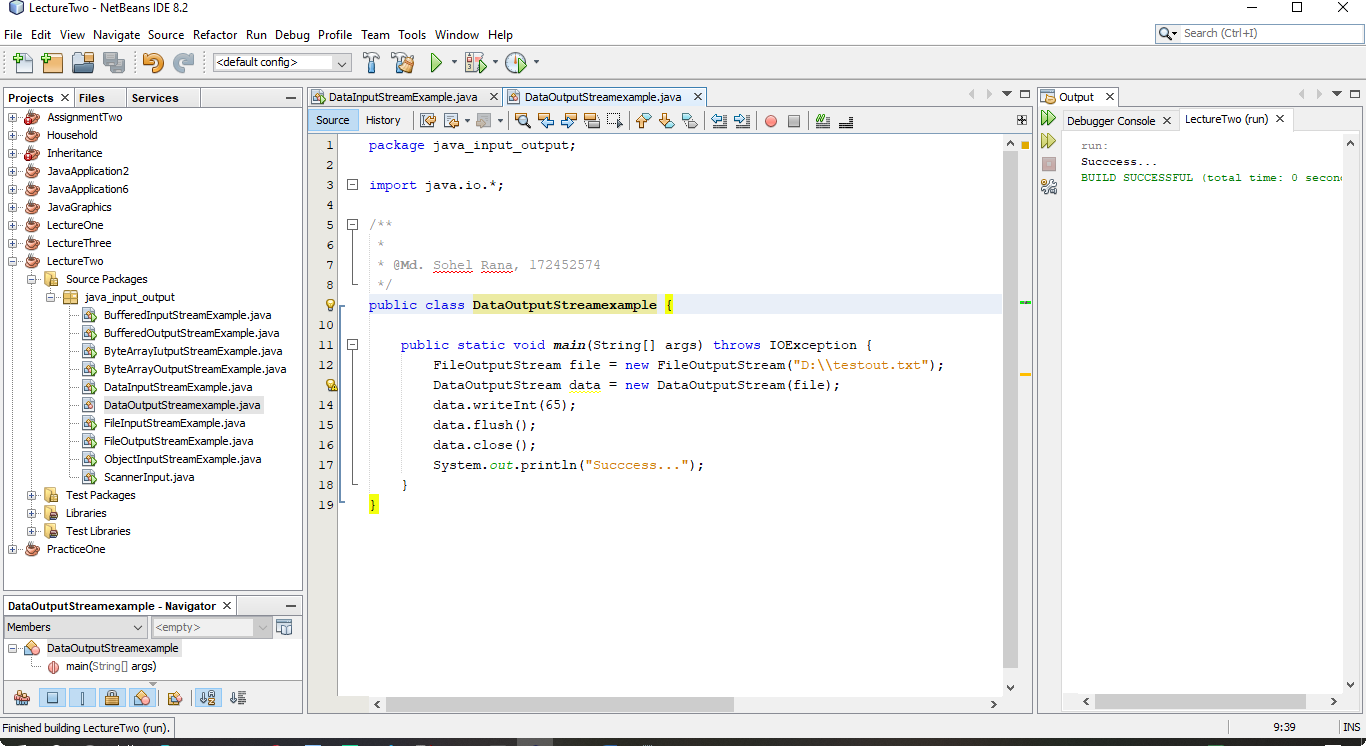 LectureTwo - NetBeans IDE 8.2
File Edit View Navigate Source Refactor Run Debug Profile Team Tools Window Help
Search (Ctrl+I)
<default config>
Projects Files Services
AssignmentTwo
Household
Inheritance
JavaApplication2
JavaApplication6
JavaGraphics
LectureOne
LectureThree
LectureTwo
Source Packages
java_input_output
BufferedInputStreamExample.java
BufferedOutputStreamExample.java
ByteArrayIutputStreamExample.java
ByteArrayOutputStreamExample.java
DataInputStreamExample.java
DataOutputStreamexample.java
FileInputStreamExample.java
FileOutputStreamExample.java
ObjectInputStreamExample.java
ScannerInput.java
Test Packages
Libraries
Test Libraries
PracticeOne
DataOutputStreamexample - Navigator
Members <empty>
DataOutputStreamexample
main(String[] args)
DataInputStreamExample.java DataOutputStreamexample.java
Source History
1 package java_input_output;
2
3 import java.io.*;
4
5 /**
6 *
7 * @Md. Sohel Rana, 172452574
8 */
public class DataOutputStreamexample {
10
11 public static void main(String[] args) throws IOException {
12 FileOutputStream file = new FileOutputStream("D:\\testout.txt");
DataOutputStream data = new DataOutputStream(file);
14 data.writeInt(65);
15 data.flush();
16 data.close();
17 System.out.println("Succcess...");
18 }
19 }
Output
Debugger Console LectureTwo (run)
run:
Succcess...
BUILD SUCCESSFUL (total time: 0 secon
Finished building LectureTwo (run).
9:39 INS